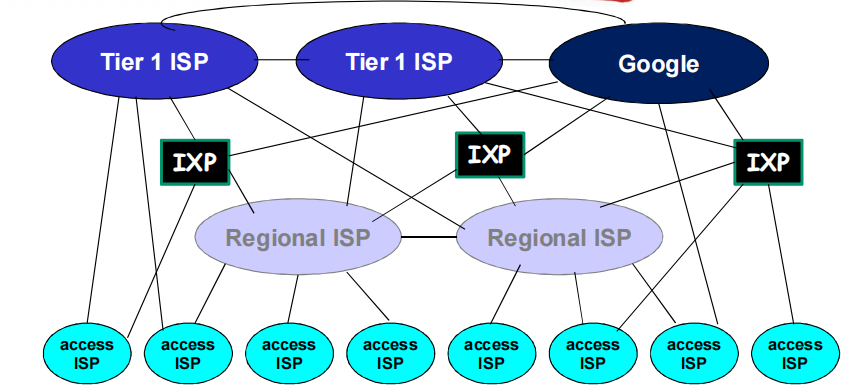 Tier 1 ISP
Tier 1 ISP
Google
IXP
IXP
IXP
Regional ISP
Regional ISP
access
ISP
access
ISP
access
ISP
access
ISP
access
ISP
access
ISP
access
ISP
access
ISP